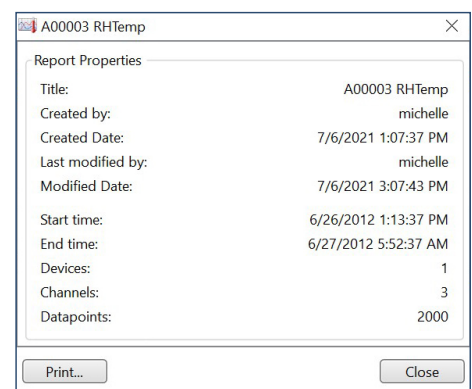 A00003 RHTemp
Report Properties
Title: A00003 RHTemp
Created by: michelle
Created Date: 7/6/2021 1:07:37 PM
Last modified by: michelle
Modified Date: 7/6/2021 3:07:43 PM
Start time: 6/26/2012 1:13:37 PM
End time: 6/27/2012 5:52:37 AM
Devices: 1
Channels: 3
Datapoints: 2000
Print... Close